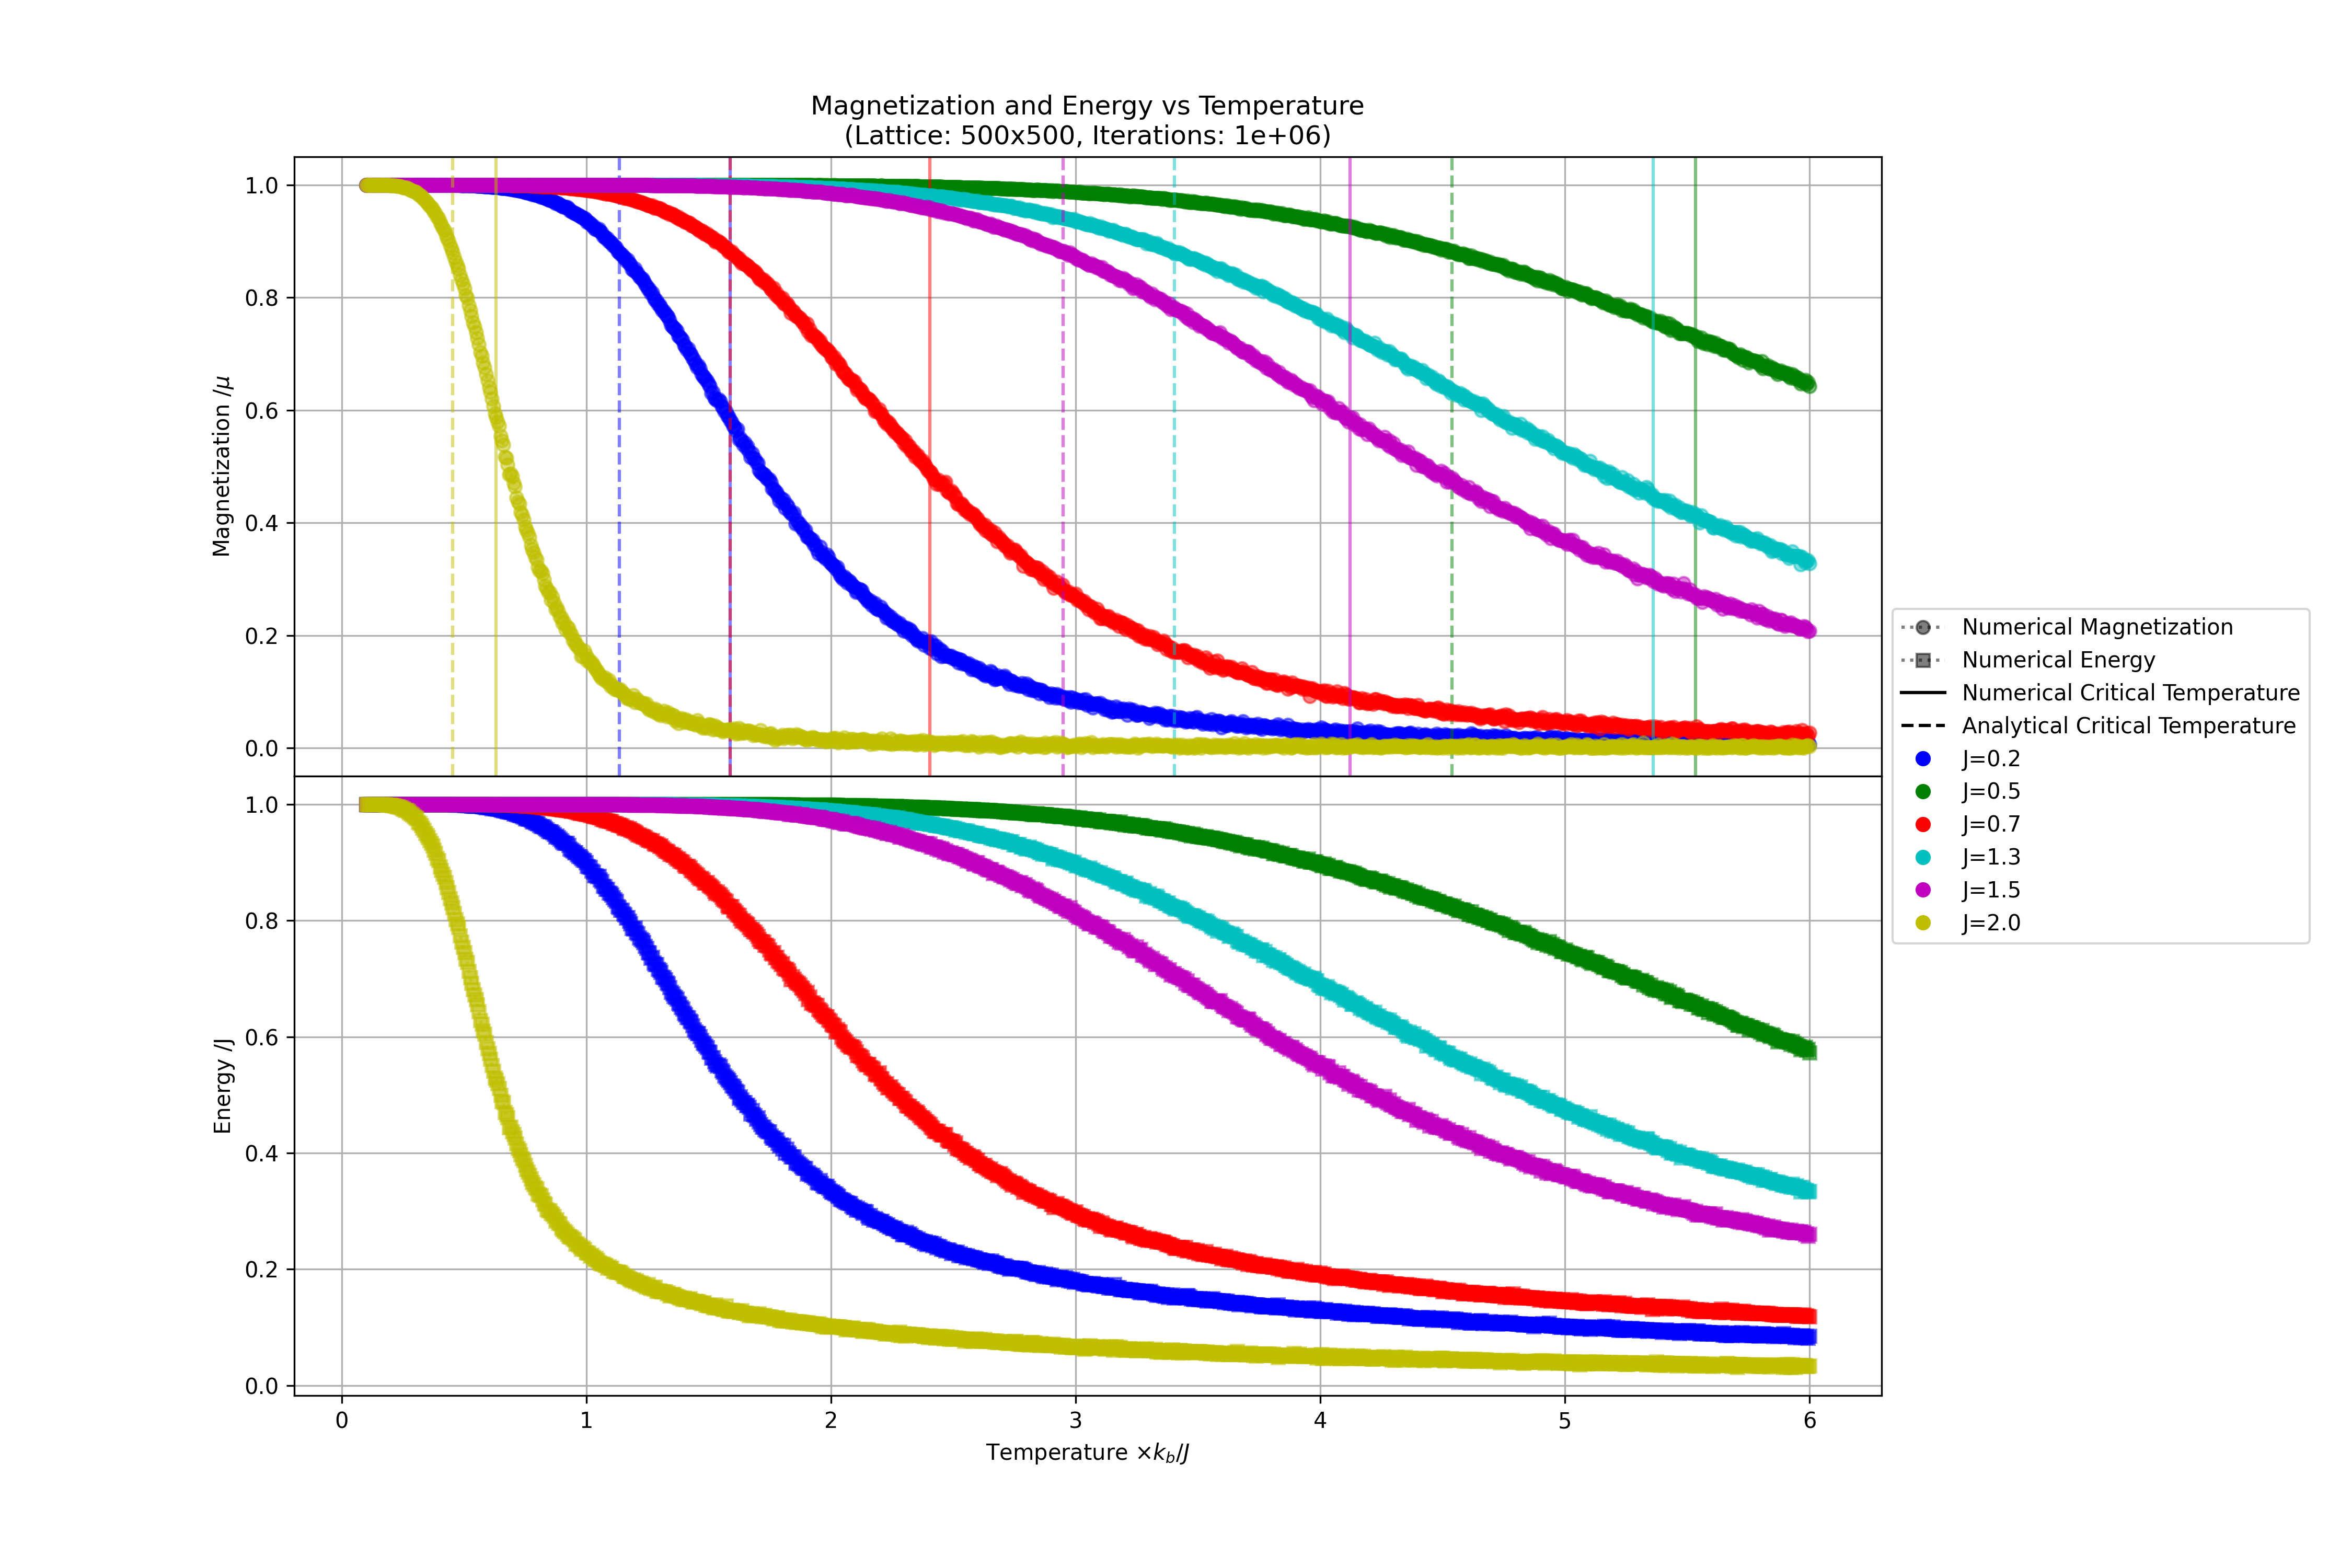 Magnetization and Energy vs Temperature
(Lattice: 500x500, Iterations: 1e+06)
1.0
0.8
0.6
0.4
0.2
0.0
Magnetization /μ
1.0
0.8
0.6
0.4
0.2
0.0
Energy /J
0 1 2 3 4 5 6
Temperature ×k_b/J
Numerical Magnetization
Numerical Energy
Numerical Critical Temperature
Analytical Critical Temperature
J=0.2
J=0.5
J=0.7
J=1.3
J=1.5
J=2.0